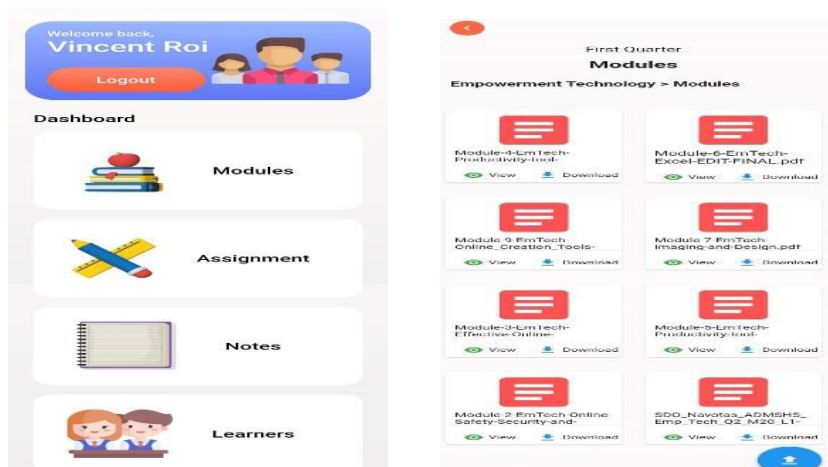 Welcome back,
Vincent Roi
Logout
Dashboard
Modules
Assignment
Notes
Learners
First Quarter
Modules
Empowerment Technology > Modules
Module-4-EmTech-
Productivity-tool-
View Download
Module-6-EmTech-
Excel-EDIT-FINAL.pdf
View Download
Module-9-EmTech-
Online_Creation_Tools-
View Download
Module-7-EmTech-
Imaging-and-Design.pdf
View Download
Module-3-EmTech-
Effective-Online-
View Download
Module-5-EmTech-
Productivity-tool-
View Download
Module-2-EmTech-Online-
Safety-Security-and-
View Download
SDO_Navotas_ADMSHS_
Emp_Tech_Q2_M20_L1-
View Download